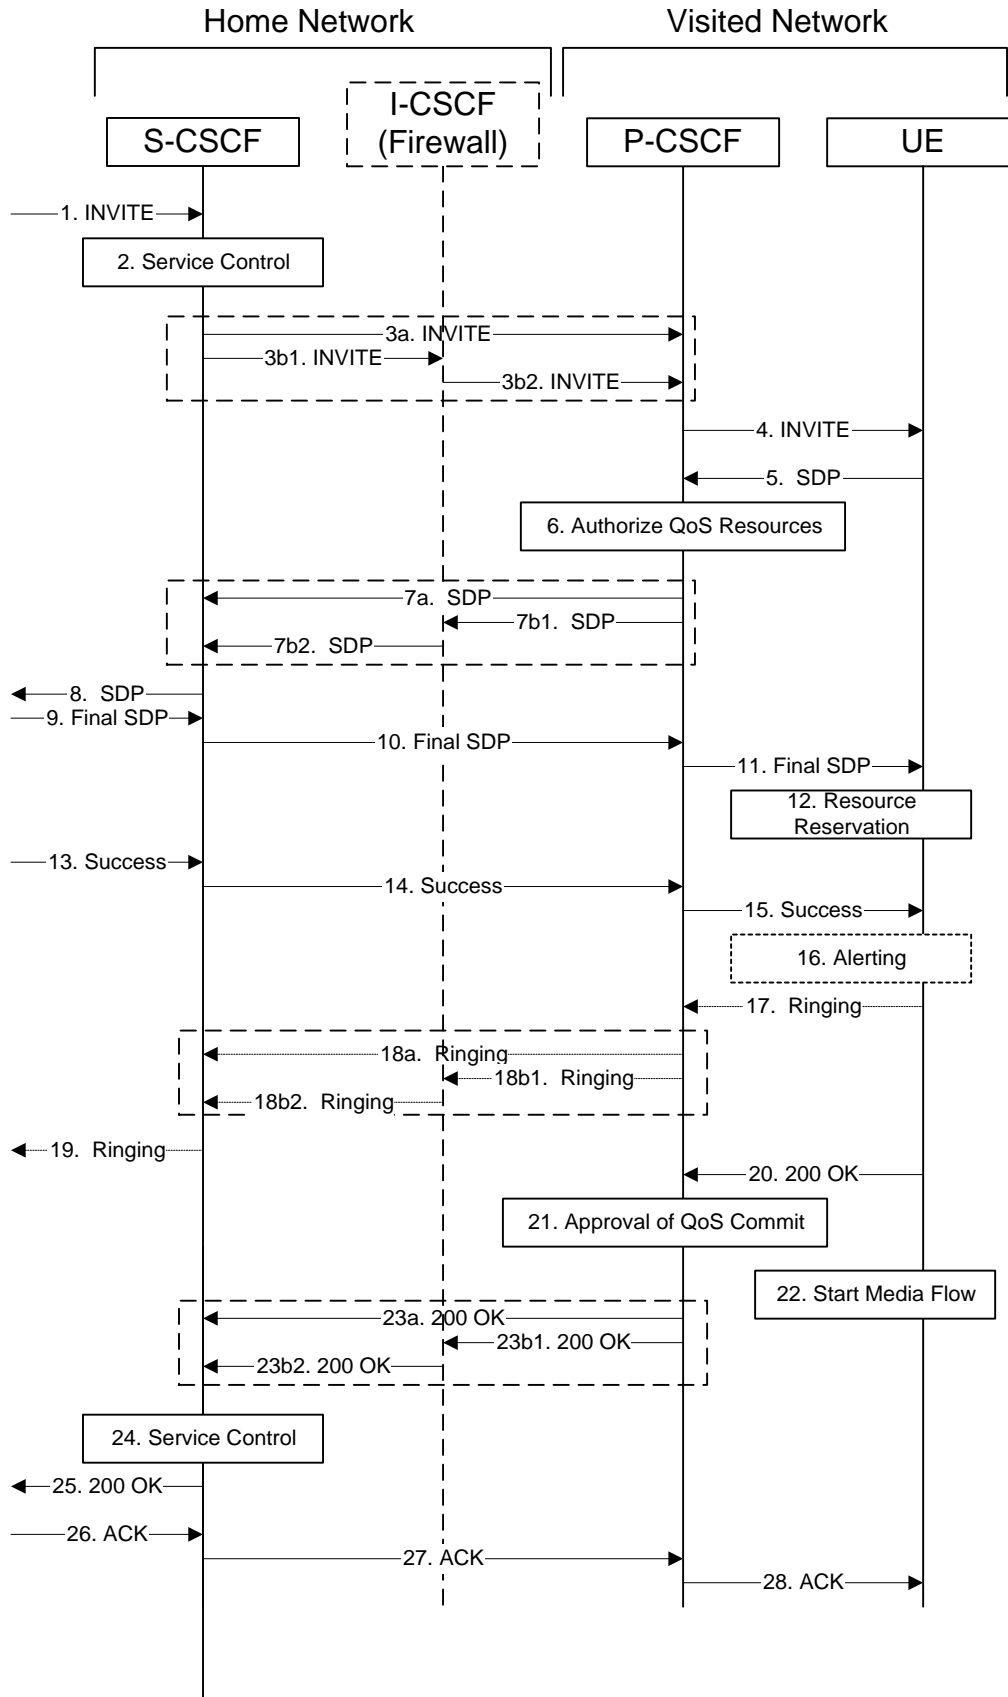 Home Network
Visited Network
I-CSCF
(Firewall)
S-CSCF
P-CSCF
UE
1. INVITE
2. Service Control
3a. INVITE
3b1. INVITE
3b2. INVITE
4. INVITE
5. SDP
6. Authorize QoS Resources
7a. SDP
7b1. SDP
7b2. SDP
8. SDP
9. Final SDP
10. Final SDP
11. Final SDP
12. Resource
Reservation
13. Success
14. Success
15. Success
16. Alerting
17. Ringing
18a. Ringing
18b1. Ringing
18b2. Ringing
19. Ringing
20. 200 OK
21. Approval of QoS Commit
22. Start Media Flow
23a. 200 OK
23b1. 200 OK
23b2. 200 OK
24. Service Control
25. 200 OK
26. ACK
27. ACK
28. ACK